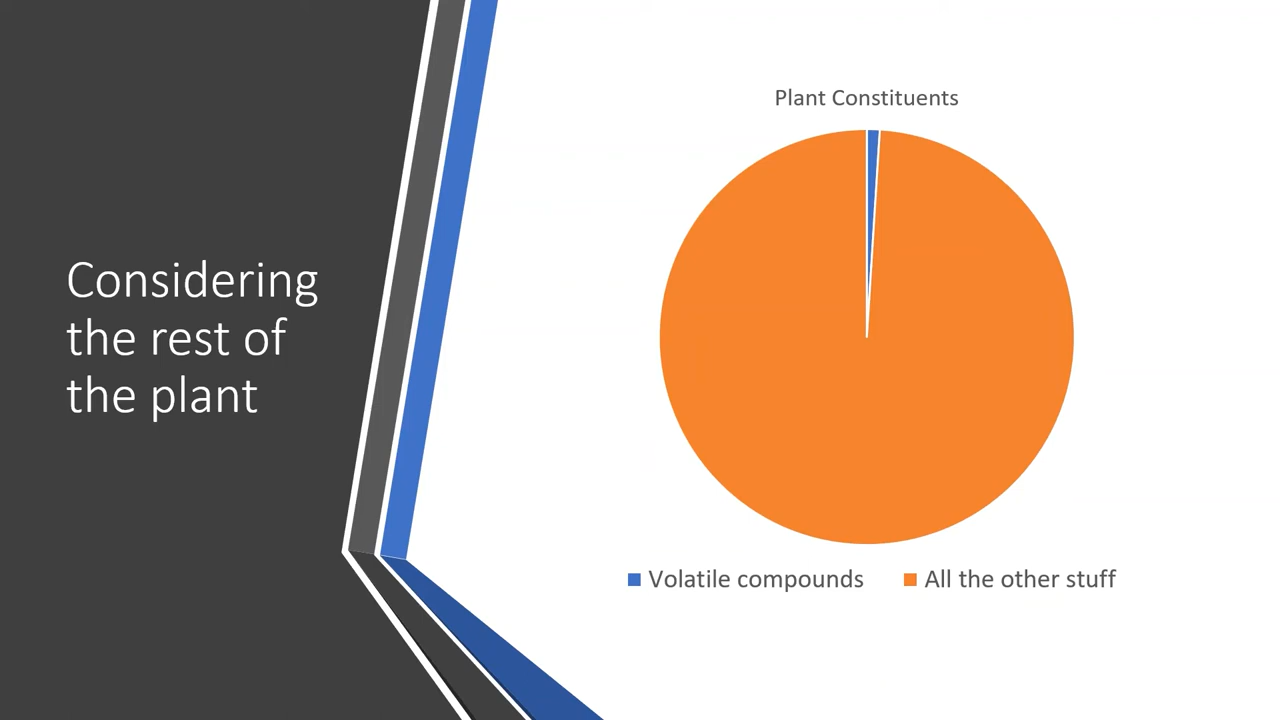 Considering
the rest of
the plant
Plant Constituents
Volatile compounds
All the other stuff